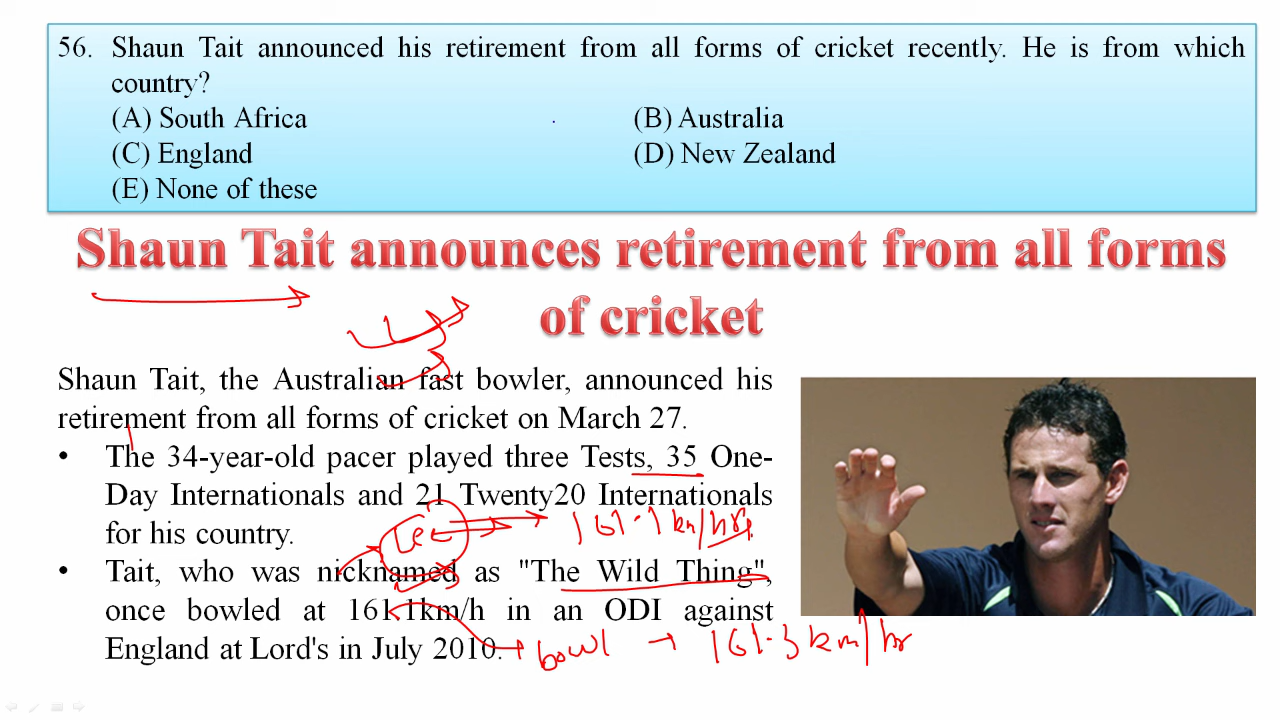 56. Shaun Tait announced his retirement from all forms of cricket recently. He is from which
country?
(A) South Africa (B) Australia
(C) England (D) New Zealand
(E) None of these
Shaun Tait announces retirement from all forms
of cricket
Shaun Tait, the Australian fast bowler, announced his
retirement from all forms of cricket on March 27.
• The 34-year-old pacer played three Tests, 35 One-
Day Internationals and 21 Twenty20 Internationals
for his country.
Lee 161.1 km/hrs
• Tait, who was nicknamed as "The Wild Thing",
once bowled at 161.1km/h in an ODI against
England at Lord's in July 2010.
bowl → 161.3 km/hr